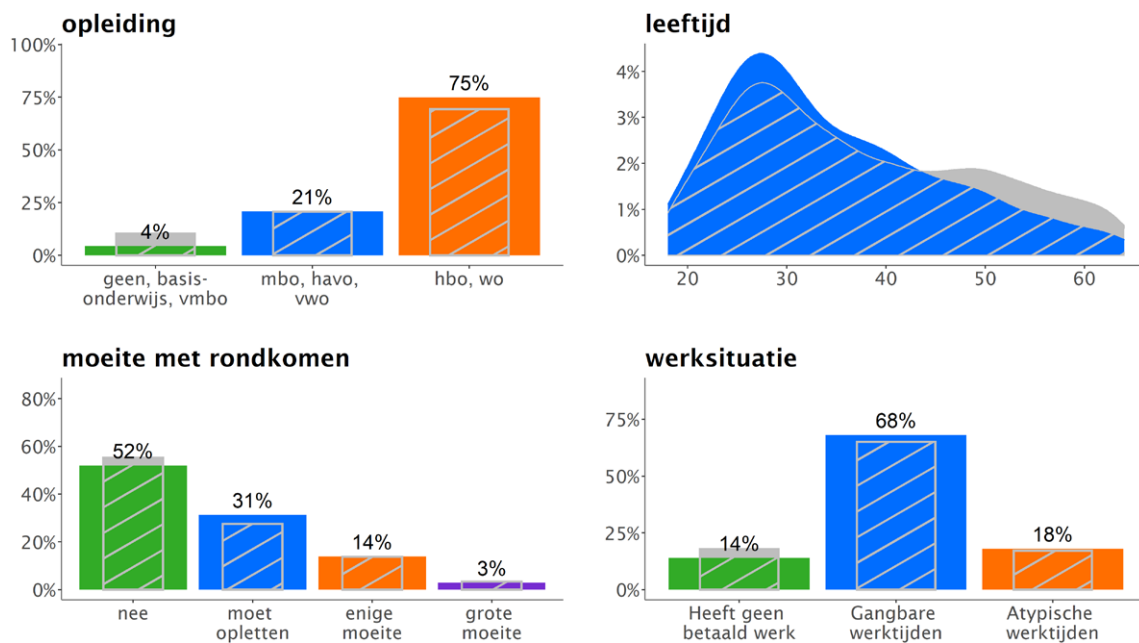 opleiding
100%
75%
50%
25%
0%
4%
21%
75%
geen, basis-
onderwijs, vmbo
mbo, havo,
vwo
hbo, wo
leeftijd
4%
3%
2%
1%
0%
20
30
40
50
60
moeite met rondkomen
80%
60%
40%
20%
0%
52%
31%
14%
3%
nee
moet
opletten
enige
moeite
grote
moeite
werksituatie
75%
50%
25%
0%
14%
68%
18%
Heeft geen
betaald werk
Gangbare
werktijden
Atypische
werktijden